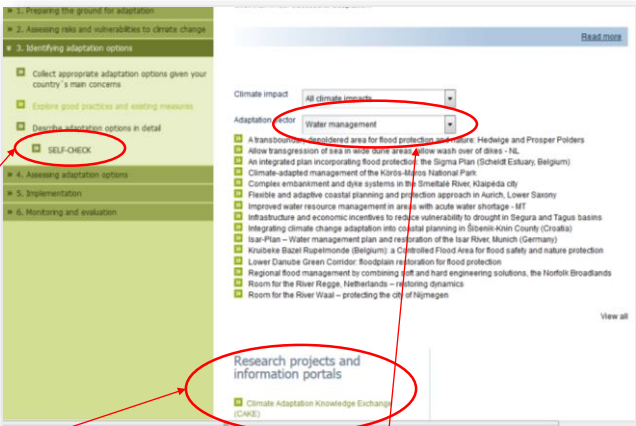 » 1. Preparing the ground for adaptation
» 2. Assessing risks and vulnerabilities to climate change
3. Identifying adaptation options
Collect appropriate adaptation options given your
country´s main concerns
Explore good practices and existing measures
Describe adaptation options in detail
SELF-CHECK
» 4. Assessing adaptation options
» 5. Implementation
» 6. Monitoring and evaluation
Read more
Climate impact All climate impacts
Adaptation sector Water management
A transboundary depoldered area for flood protection and nature: Hedwige and Prosper Polders
Allow transgression of sea in wide dune areas, allow wash over of dikes - NL
An integrated plan incorporating flood protection: the Sigma Plan (Scheldt Estuary, Belgium)
Climate-adapted management of the Körös-Maros National Park
Complex embankment and dyke systems in the Smeltalė River, Klaipėda city
Flexible and adaptive coastal planning and protection approach in Aurich, Lower Saxony
Improved water resource management in areas with acute water shortage - MT
Infrastructure and economic incentives to reduce vulnerability to drought in Segura and Tagus basins
Integrating climate change adaptation into coastal planning in Šibenik-Knin County (Croatia)
Isar-Plan – Water management plan and restoration of the Isar River, Munich (Germany)
Kruibeke Bazel Rupelmonde (Belgium): a Controlled Flood Area for flood safety and nature protection
Lower Danube Green Corridor: floodplain restoration for flood protection
Regional flood management by combining soft and hard engineering solutions, the Norfolk Broadlands
Room for the River Regge, Netherlands – restoring dynamics
Room for the River Waal – protecting the city of Nijmegen
View all
Research projects and
information portals
Climate Adaptation Knowledge Exchange
(CAKE)